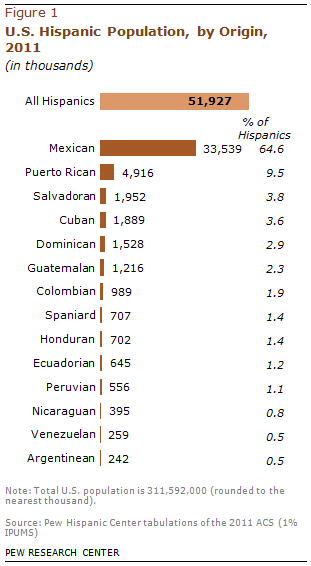 Figure 1
U.S. Hispanic Population, by Origin,
2011
(in thousands)
All Hispanics 51,927
% of
Hispanics
Mexican 33,539 64.6
Puerto Rican 4,916 9.5
Salvadoran 1,952 3.8
Cuban 1,889 3.6
Dominican 1,528 2.9
Guatemalan 1,216 2.3
Colombian 989 1.9
Spaniard 707 1.4
Honduran 702 1.4
Ecuadorian 645 1.2
Peruvian 556 1.1
Nicaraguan 395 0.8
Venezuelan 259 0.5
Argentinean 242 0.5
Note: Total U.S. population is 311,592,000 (rounded to the
nearest thousand).
Source: Pew Hispanic Center tabulations of the 2011 ACS (1%
IPUMS)
PEW RESEARCH CENTER